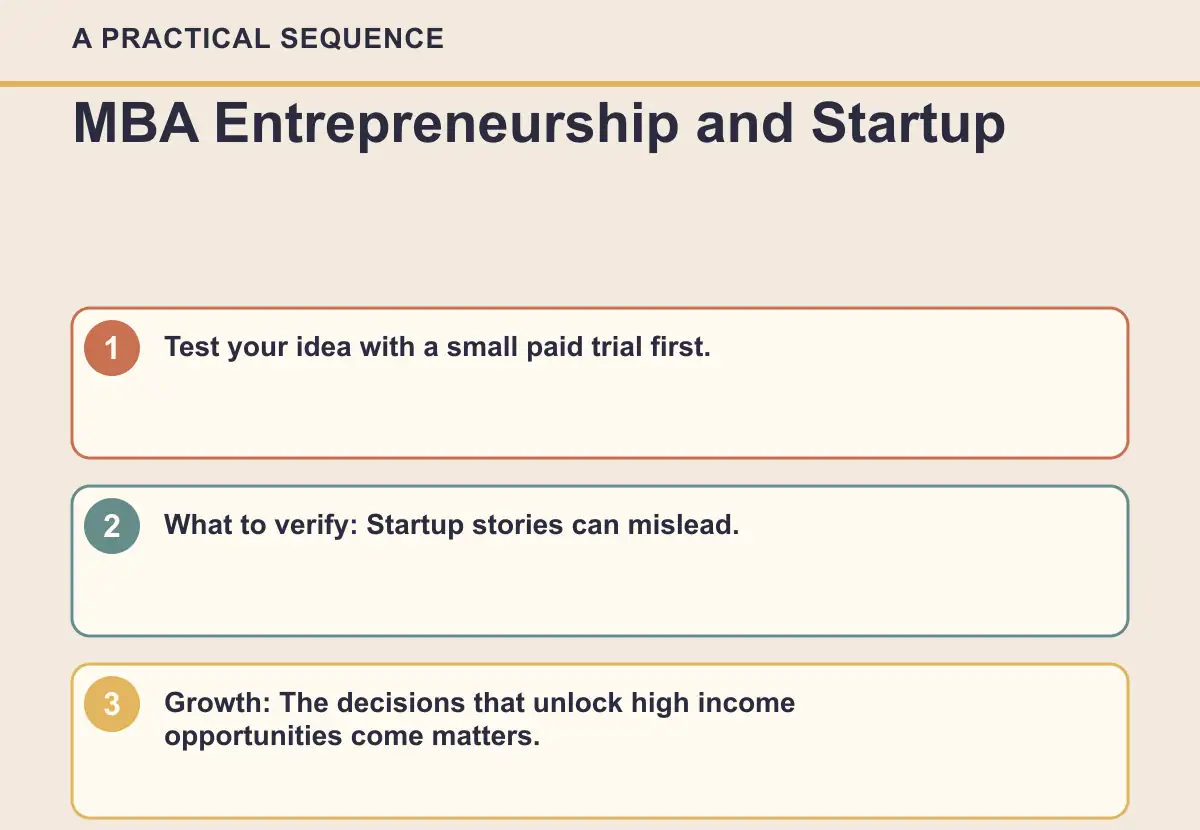 A PRACTICAL SEQUENCE
MBA Entrepreneurship and Startup
1
Test your idea with a small paid trial first.
2
What to verify: Startup stories can mislead.
3
Growth: The decisions that unlock high income
opportunities come matters.